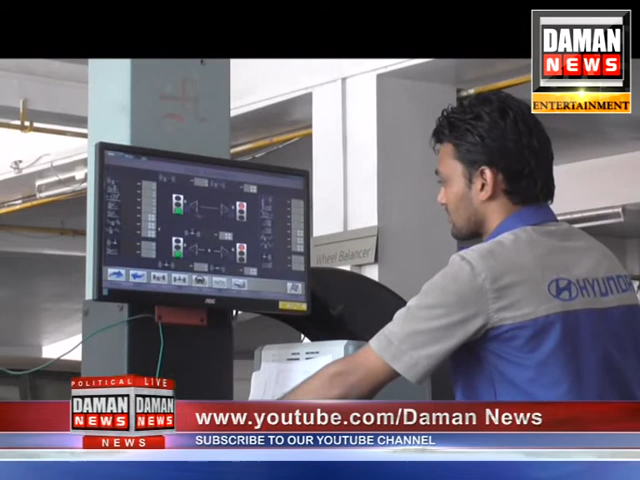 DAMAN
NEWS
ENTERTAINMENT
Wheel Balancer
HYUNDAI
AOC
POLITICAL LIVE
DAMAN DAMAN
NEWS NEWS
NEWS
www.youtube.com/Daman News
SUBSCRIBE TO OUR YOUTUBE CHANNEL